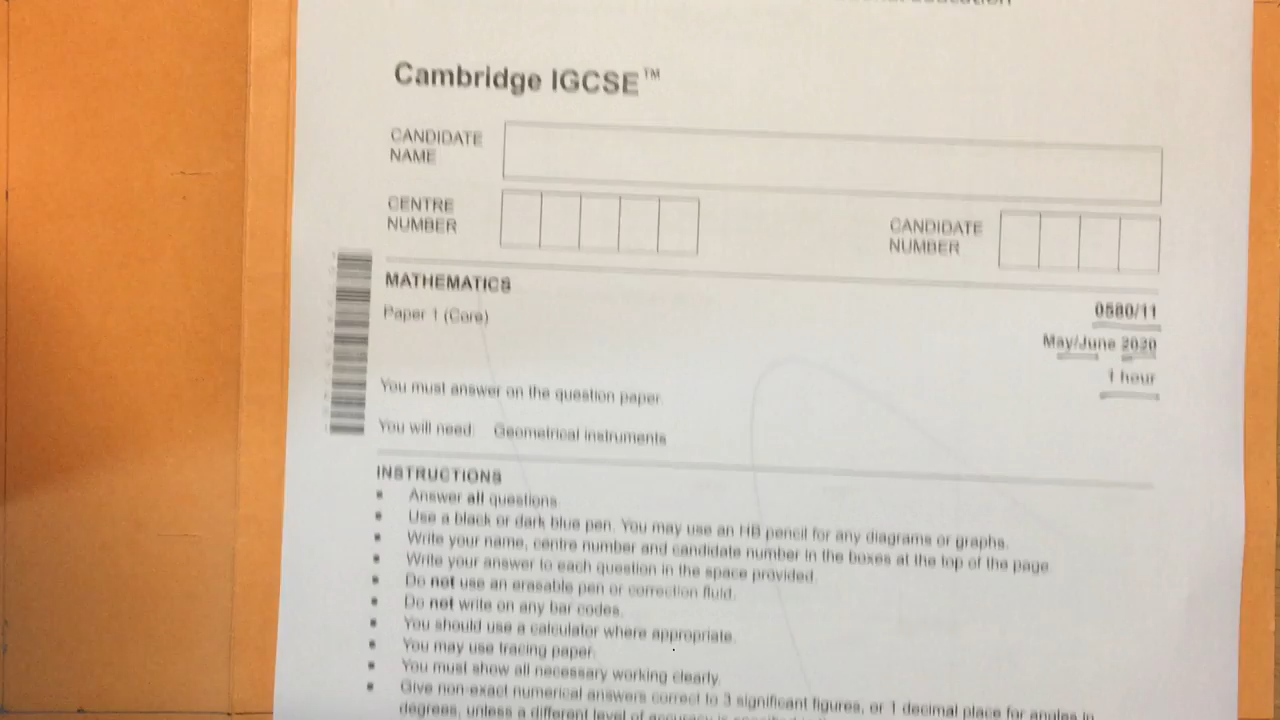 Cambridge IGCSE™
CANDIDATE
NAME
CENTRE
NUMBER
CANDIDATE
NUMBER
MATHEMATICS
0580/11
Paper 1 (Core)
May/June 2020
1 hour
You must answer on the question paper.
You will need: Geometrical instruments
INSTRUCTIONS
• Answer all questions.
• Use a black or dark blue pen. You may use an HB pencil for any diagrams or graphs.
• Write your name, centre number and candidate number in the boxes at the top of the page.
• Write your answer to each question in the space provided.
• Do not use an erasable pen or correction fluid.
• Do not write on any bar codes.
• You should use a calculator where appropriate.
• You may use tracing paper.
• You must show all necessary working clearly.
• Give non-exact numerical answers correct to 3 significant figures, or 1 decimal place for angles in
degrees, unless a different level of accuracy is